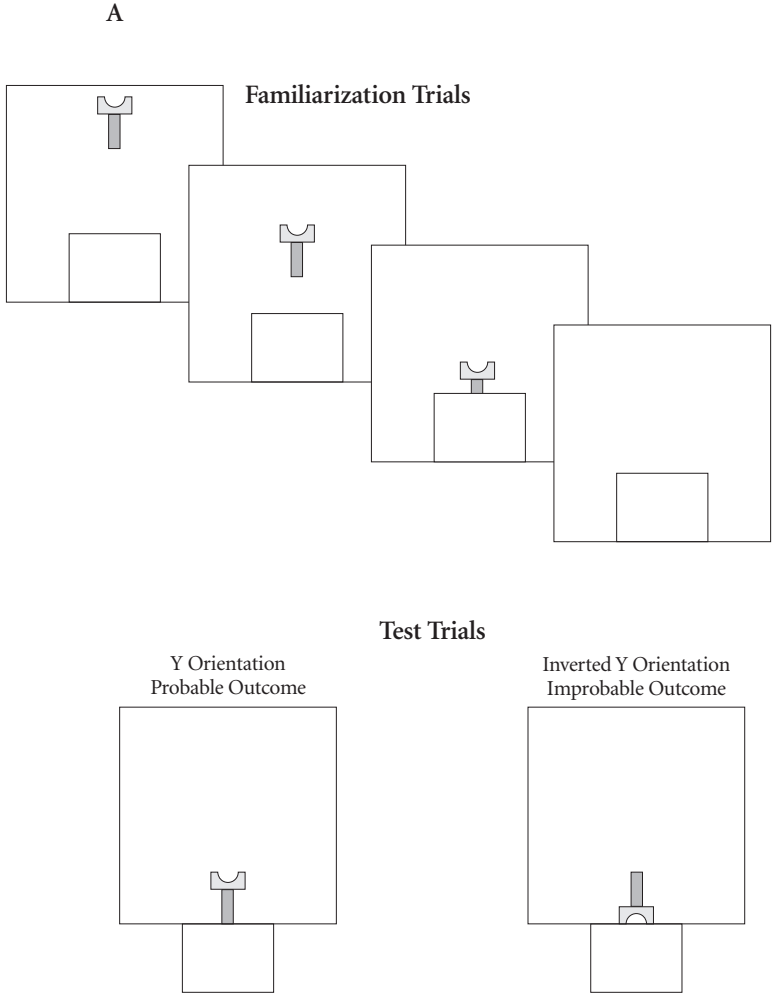 A
Familiarization Trials
Test Trials
Y Orientation
Probable Outcome
Inverted Y Orientation
Improbable Outcome